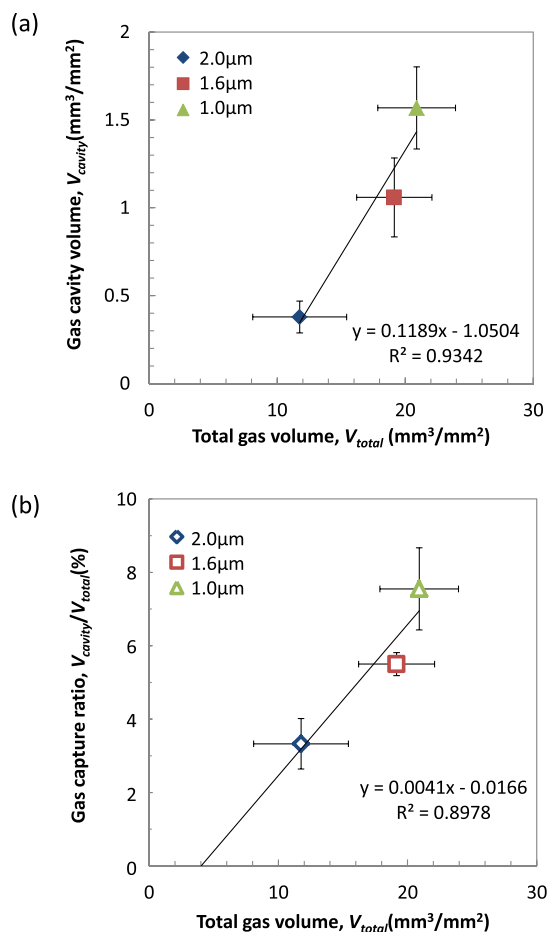 (a)
2
1.5
1
0.5
0
Gas cavity volume, Vcavity(mm³/mm²)
2.0µm
1.6µm
1.0µm
y = 0.1189x - 1.0504
R² = 0.9342
0 10 20 30
Total gas volume, Vtotal (mm³/mm²)
(b)
10
8
6
4
2
0
Gas capture ratio, Vcavity/Vtotal(%)
2.0µm
1.6µm
1.0µm
y = 0.0041x - 0.0166
R² = 0.8978
0 10 20 30
Total gas volume, Vtotal(mm³/mm²)